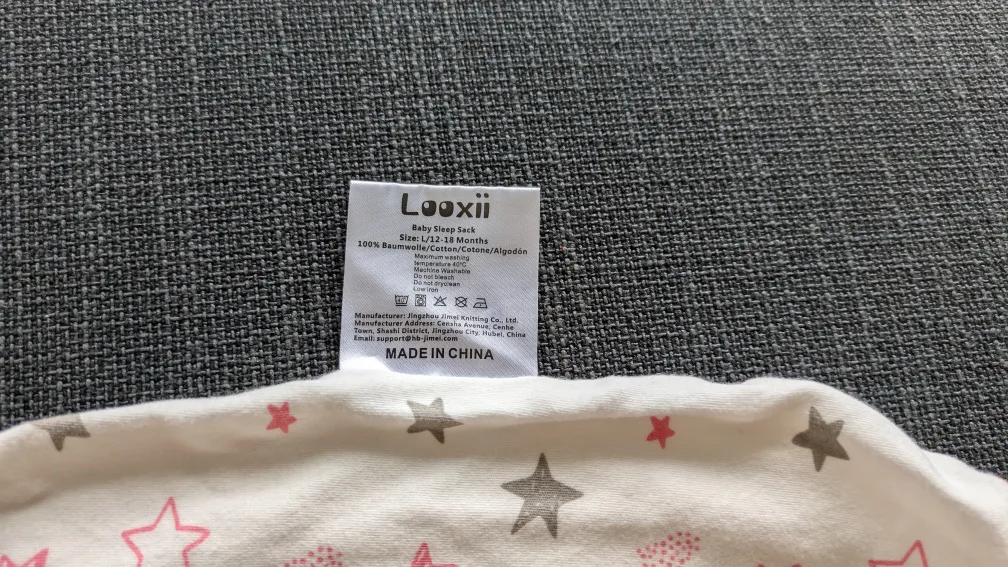 Looxii
Baby Sleep Sack
Size: L/12-18 Months
100% Baumwolle/Cotton/Cotone/Algodón
Maximum washing
temperature 40°C
Machine Washable
Do not bleach
Do not dryclean
Low iron
Manufacturer: Jingzhou Jimei Knitting Co., Ltd.
Manufacturer Address: Censha Avenue, Cenhe
Town, Shashi District, Jingzhou City, Hubei, China
Email: support@hb-jimei.com
MADE IN CHINA